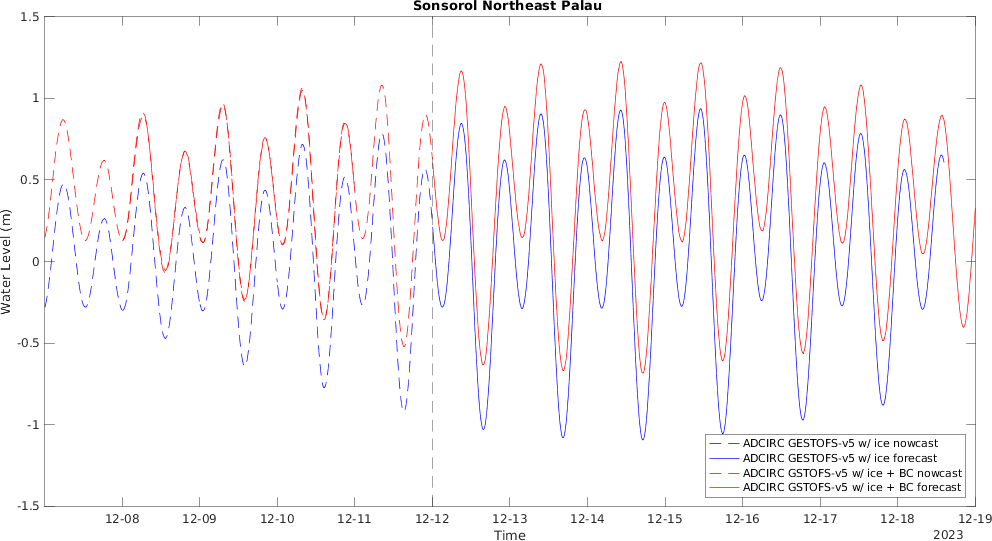 Sonsorol Northeast Palau
1.5
1
0.5
0
-0.5
-1
-1.5
Water Level (m)
ADCIRC GESTOFS-v5 w/ ice nowcast
ADCIRC GESTOFS-v5 w/ ice forecast
ADCIRC GSTOFS-v5 w/ ice + BC nowcast
ADCIRC GSTOFS-v5 w/ ice + BC forecast
12-08 12-09 12-10 12-11 12-12 12-13 12-14 12-15 12-16 12-17 12-18 12-19
Time
2023